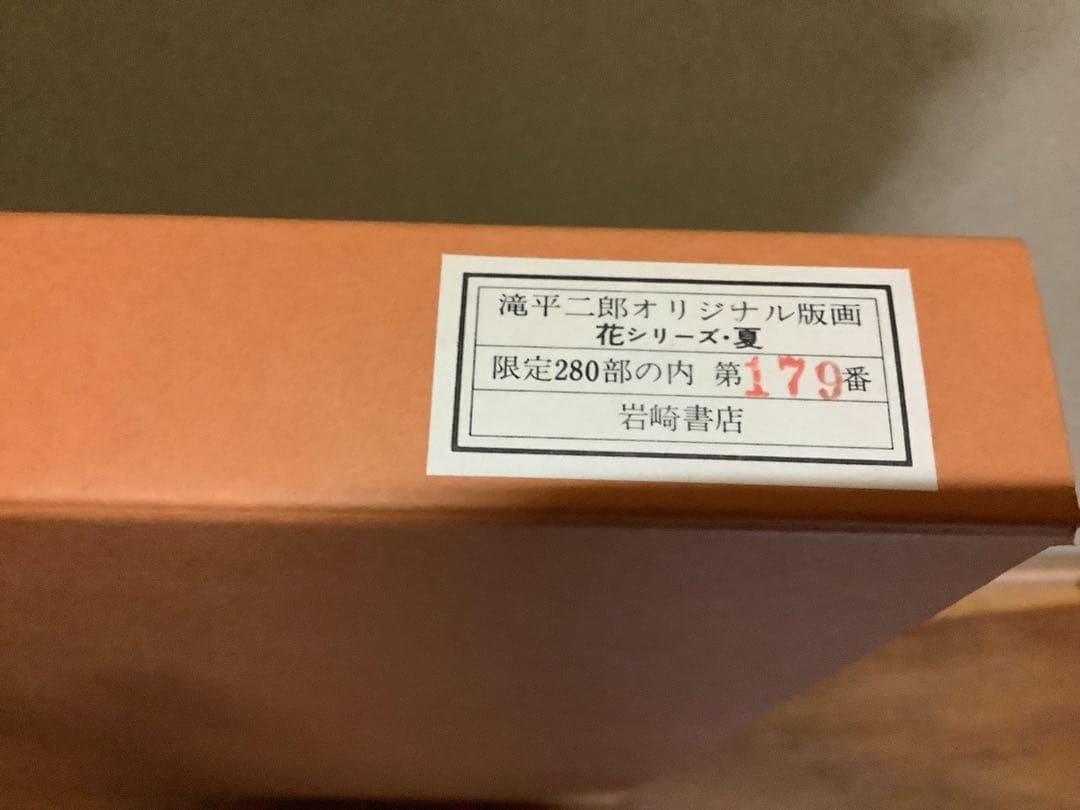 滝平二郎オリジナル版画
花シリーズ・夏
限定280部の内 第179番
岩崎書店